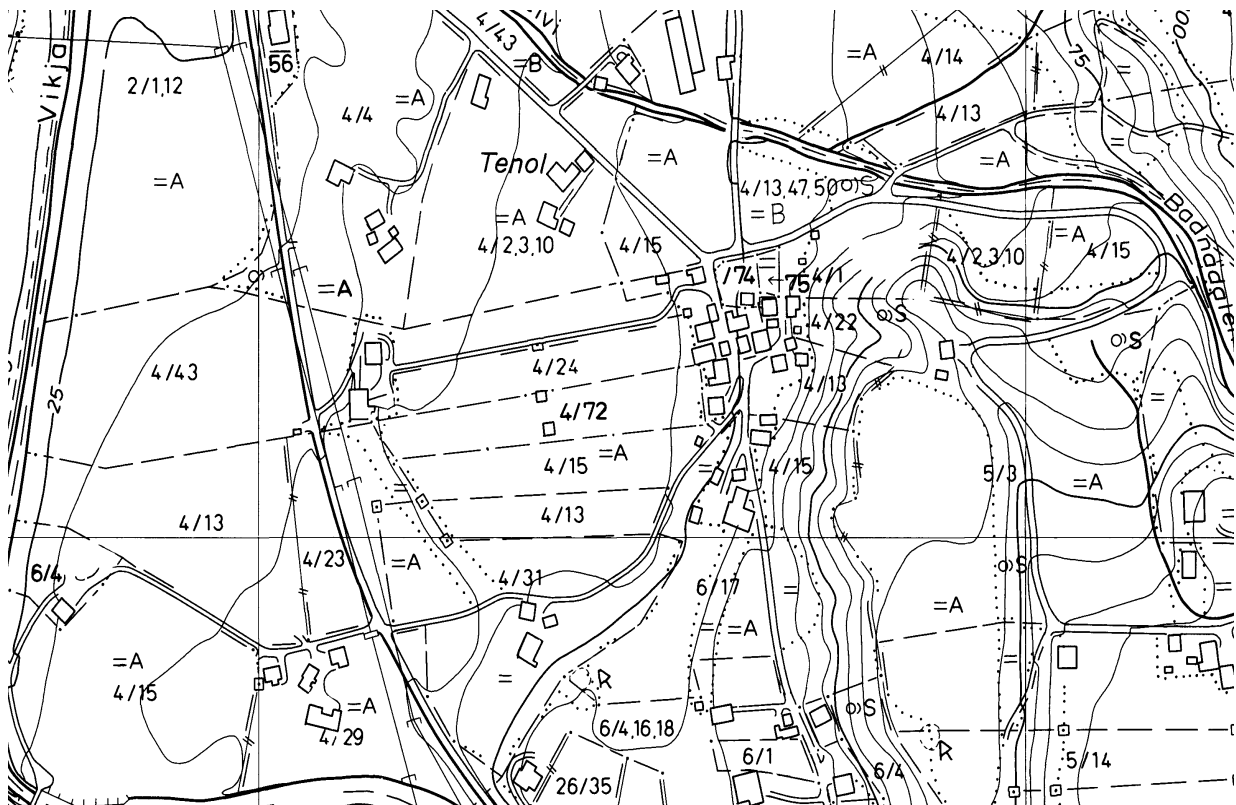 4/43
=B
=A
4/14
75
00
Vikja
56
2/1,12
4/4
=A
4/13
=A
Tenol
=A
=A
4/13,47,50
S
=B
=A
4/2,3,10
4/15
Badnadalen
4/2,3,10
=A
4/15
=A
/74
75
4/1
4/22
S
S
4/43
4/24
4/13
25
4/72
4/15
=A
4/15
5/3
=A
4/13
4/13
4/23
=A
4/31
S
6/4
6/17
=A
=A
=A
4/15
R
=A
S
4/29
6/4,16,18
R
6/1
6/4
5/14
26/35